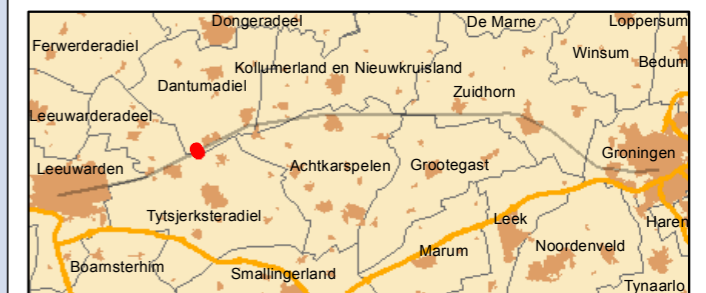 Dongeradeel
De Marne
Loppersum
Ferwerderadiel
Winsum
Bedum
Kollumerland en Nieuwkruisland
Dantumadiel
Zuidhorn
Leeuwarderadeel
Groningen
Leeuwarden
Achtkarspelen
Grootegast
Tytsjerksteradiel
Leek
Haren
Marum
Noordenveld
Boarnsterhim
Smallingerland
Tynaarlo